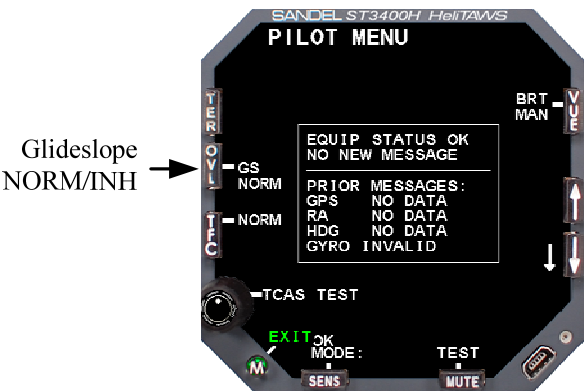 SANDEL ST3400H HeliTAWS
PILOT MENU
TER
BRT
MAN
VUE
EQUIP STATUS OK
NO NEW MESSAGE
PRIOR MESSAGES:
GPS NO DATA
RA NO DATA
HDG NO DATA
GYRO INVALID
Glideslope
NORM/INH
OVL
GS
NORM
TFC
NORM
TCAS TEST
EXIT
OK
MODE:
TEST
M
SENS
MUTE